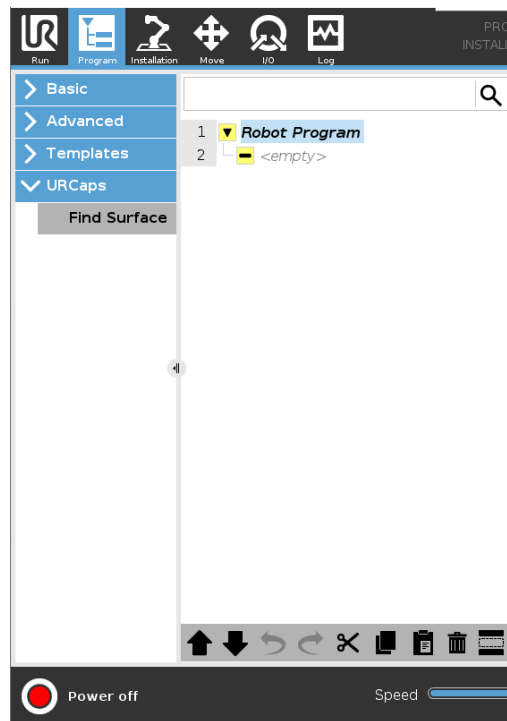 UR
PRO
INSTALL
Run Program Installation Move I/O Log
Basic
Advanced
Templates
URCaps
Find Surface
1 Robot Program
2 <empty>
Power off
Speed